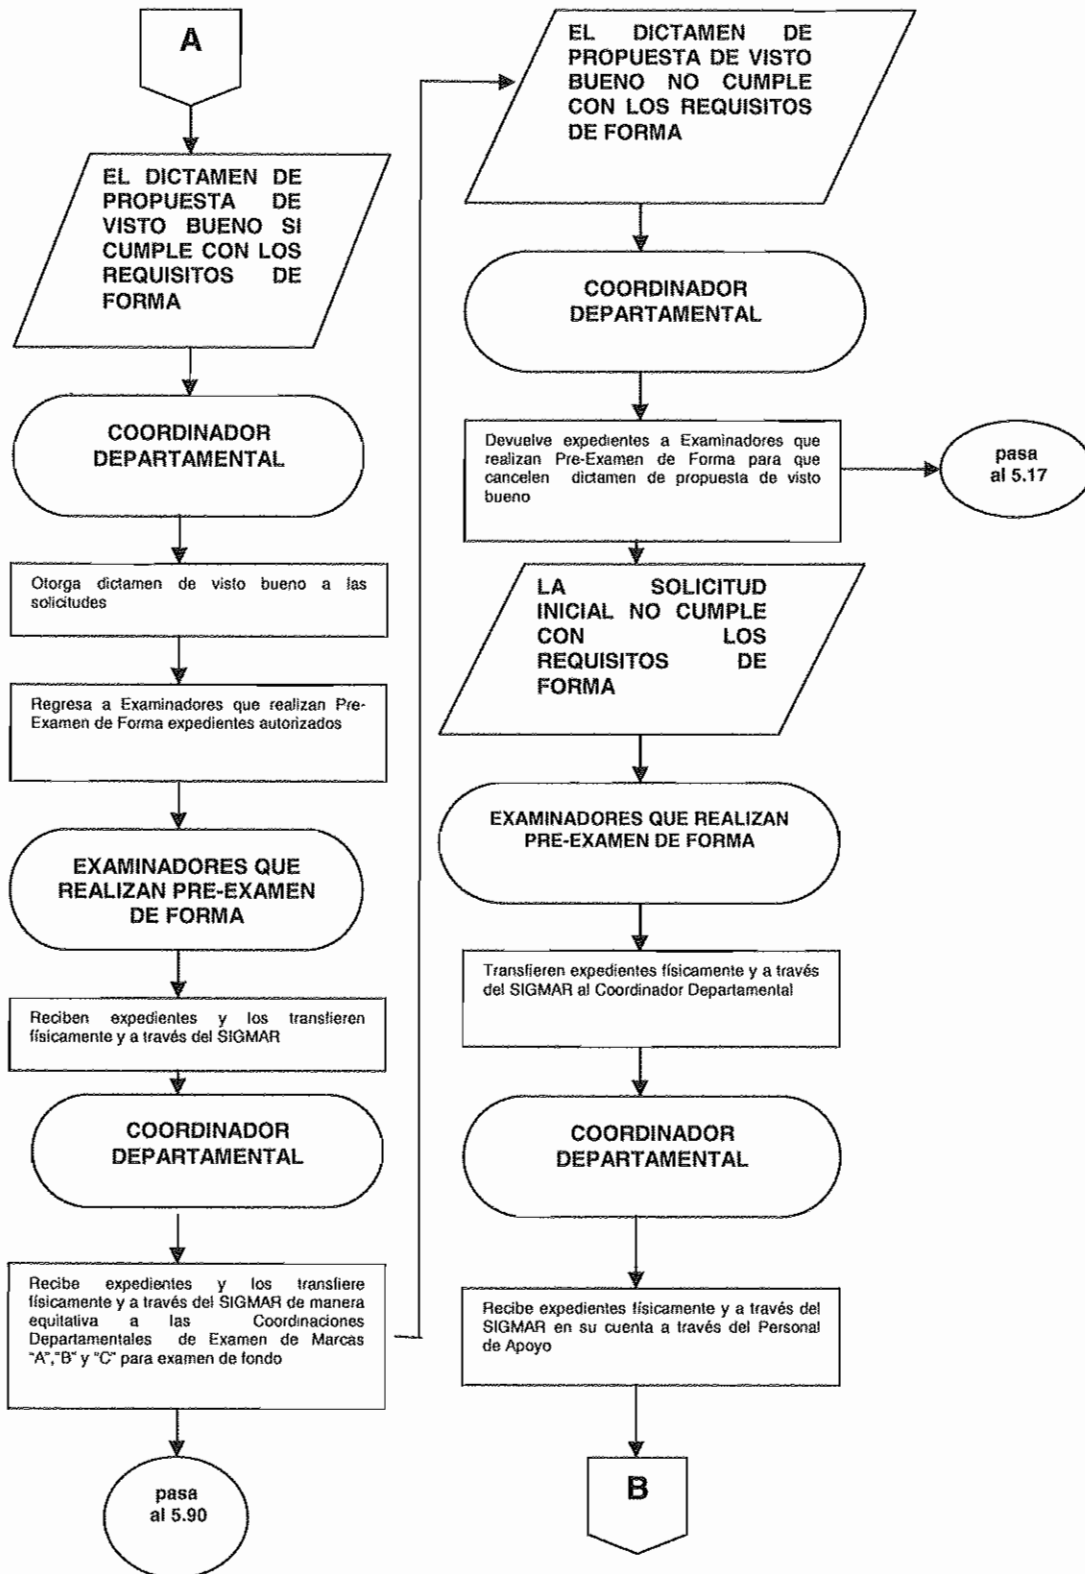 A
EL DICTAMEN DE
PROPUESTA DE
VISTO BUENO SI
CUMPLE CON LOS
REQUISITOS DE
FORMA
COORDINADOR
DEPARTAMENTAL
Otorga dictamen de visto bueno a las
solicitudes
Regresa a Examinadores que realizan Pre-
Examen de Forma expedientes autorizados
EXAMINADORES QUE
REALIZAN PRE-EXAMEN
DE FORMA
Reciben expedientes y los transfieren
físicamente y a través del SIGMAR
COORDINADOR
DEPARTAMENTAL
Recibe expedientes y los transfiere
físicamente y a través del SIGMAR de manera
equitativa a las Coordinaciones
Departamentales de Examen de Marcas
"A","B" y "C" para examen de fondo
pasa
al 5.90
EL DICTAMEN DE
PROPUESTA DE VISTO
BUENO NO CUMPLE
CON LOS REQUISITOS
DE FORMA
COORDINADOR
DEPARTAMENTAL
Devuelve expedientes a Examinadores que
realizan Pre-Examen de Forma para que
cancelen dictamen de propuesta de visto
bueno
pasa
al 5.17
LA SOLICITUD
INICIAL NO CUMPLE
CON LOS
REQUISITOS DE
FORMA
EXAMINADORES QUE REALIZAN
PRE-EXAMEN DE FORMA
Transfieren expedientes físicamente y a través
del SIGMAR al Coordinador Departamental
COORDINADOR
DEPARTAMENTAL
Recibe expedientes físicamente y a través del
SIGMAR en su cuenta a través del Personal
de Apoyo
B